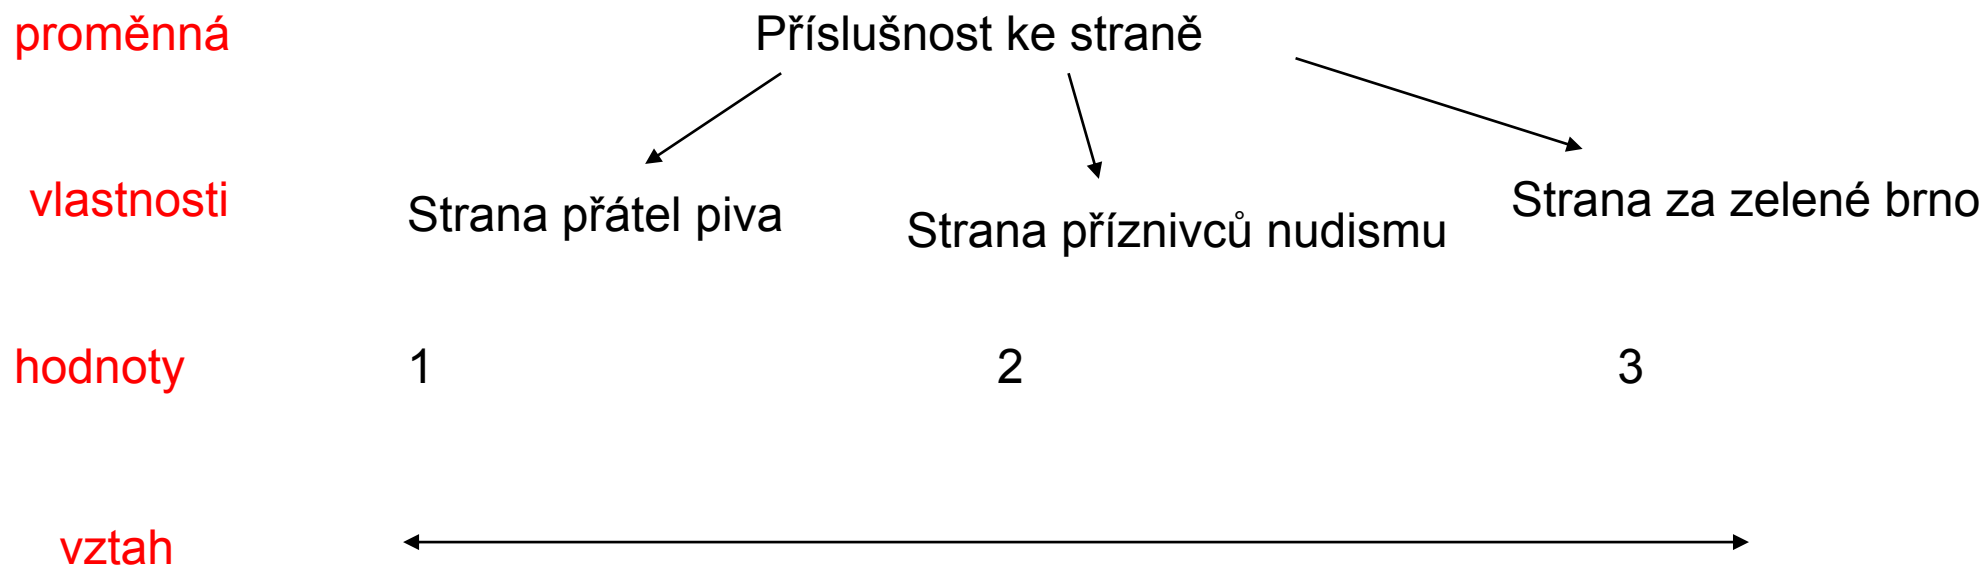 proměnná Příslušnost ke straně
vlastnosti Strana přátel piva Strana příznivců nudismu Strana za zelené brno
hodnoty 1 2 3
vztah